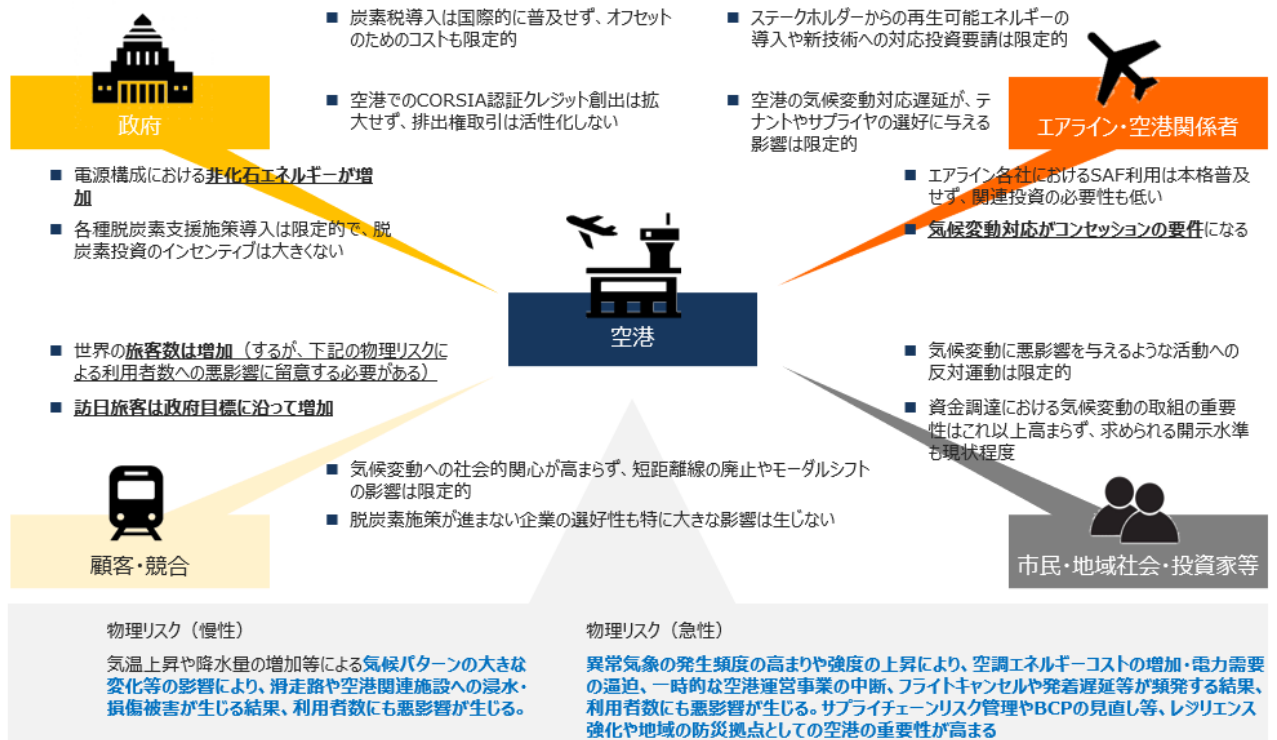 ■ 炭素税導入は国際的に普及せず、オフセット
のためのコストも限定的
■ 空港でのCORSIA認証クレジット創出は拡
大せず、排出権取引は活性化しない
■ ステークホルダーからの再生可能エネルギーの
導入や新技術への対応投資要請は限定的
■ 空港の気候変動対応遅延が、テ
ナントやサプライヤの選好に与える
影響は限定的
政府
エアライン・空港関係者
■ 電源構成における非化石エネルギーが増
加
■ 各種脱炭素支援施策導入は限定的で、脱
炭素投資のインセンティブは大きくない
■ エアライン各社におけるSAF利用は本格普及
せず、関連投資の必要性も低い
■ 気候変動対応がコンセッションの要件になる
空港
■ 世界の旅客数は増加（するが、下記の物理リスクに
よる利用者数への悪影響に留意する必要がある）
■ 訪日旅客は政府目標に沿って増加
■ 気候変動に悪影響を与えるような活動への
反対運動は限定的
■ 資金調達における気候変動の取組の重要
性はこれ以上高まらず、求められる開示水準
も現状程度
■ 気候変動への社会的関心が高まらず、短距離線の廃止やモーダルシフト
の影響は限定的
■ 脱炭素施策が進まない企業の選好性も特に大きな影響は生じない
顧客・競合
市民・地域社会・投資家等
物理リスク（慢性）
気温上昇や降水量の増加等による気候パターンの大きな
変化等の影響により、滑走路や空港関連施設への浸水・
損傷被害が生じる結果、利用者数にも悪影響が生じる。
物理リスク（急性）
異常気象の発生頻度の高まりや強度の上昇により、空調エネルギーコストの増加・電力需要
の逼迫、一時的な空港運営事業の中断、フライトキャンセルや発着遅延等が頻発する結果、
利用者数にも悪影響が生じる。サプライチェーンリスク管理やBCPの見直し等、レジリエンス
強化や地域の防災拠点としての空港の重要性が高まる